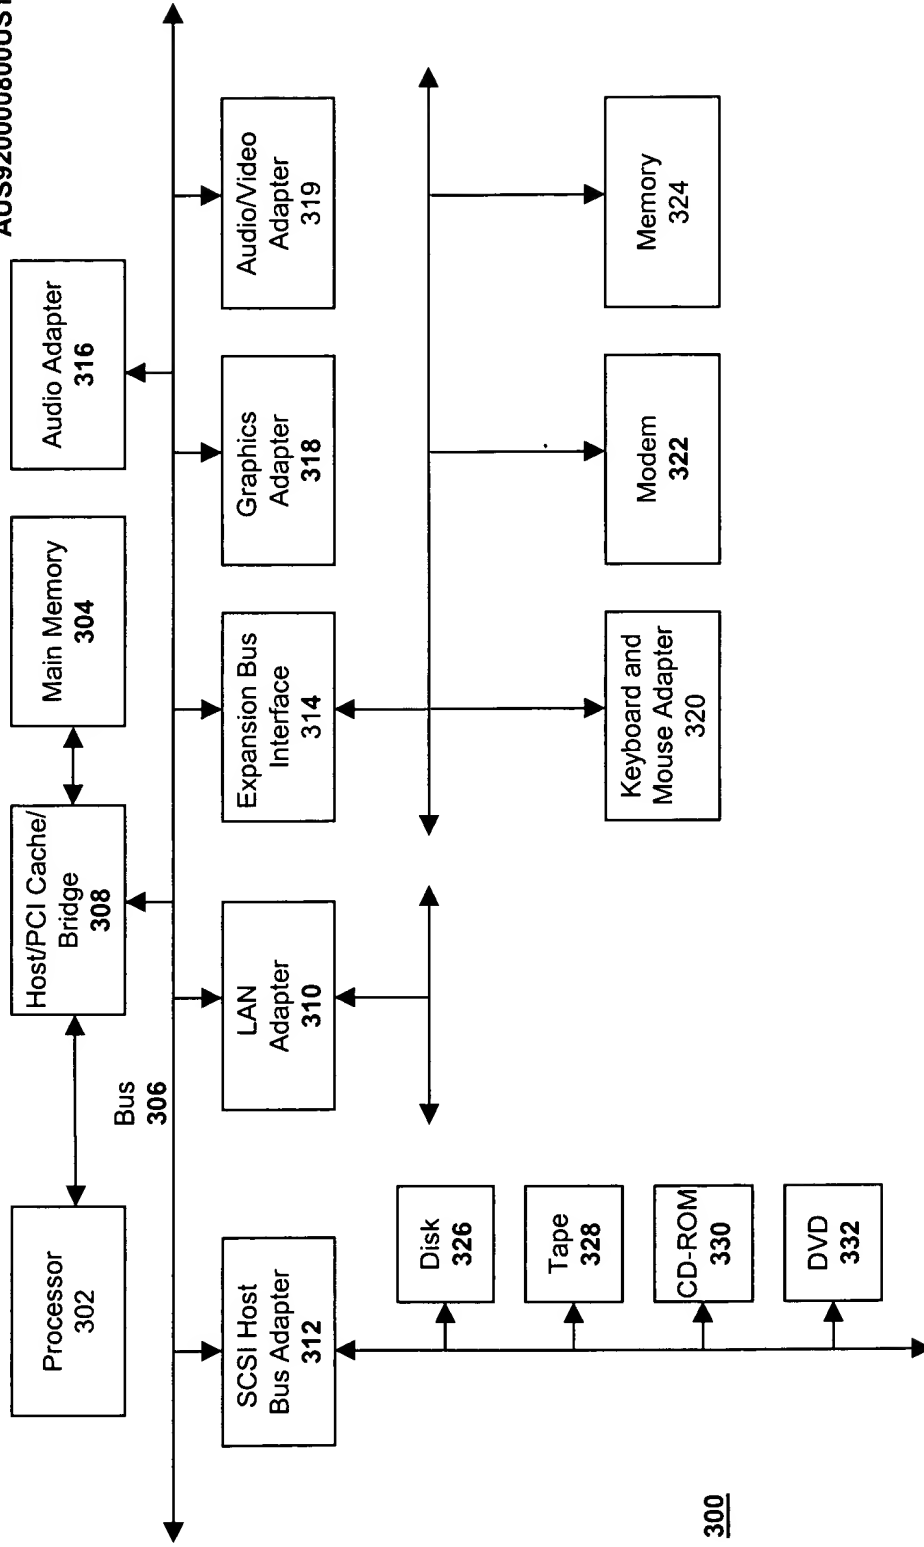 Processor
302
Host/PCI Cache/
Bridge
308
Main Memory
304
Audio Adapter
316
Bus
306
SCSI Host
Bus Adapter
312
LAN
Adapter
310
Expansion Bus
Interface
314
Graphics
Adapter
318
Audio/Video
Adapter
319
Disk
326
Tape
328
CD-ROM
330
DVD
332
Keyboard and
Mouse Adapter
320
Modem
322
Memory
324
300